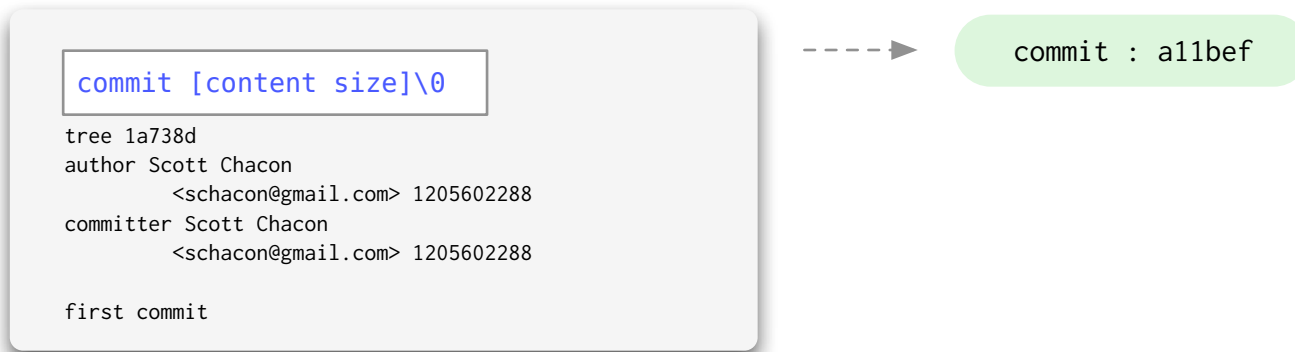 commit [content size]\0
tree 1a738d
author Scott Chacon
<schacon@gmail.com> 1205602288
committer Scott Chacon
<schacon@gmail.com> 1205602288
first commit
commit : a11bef